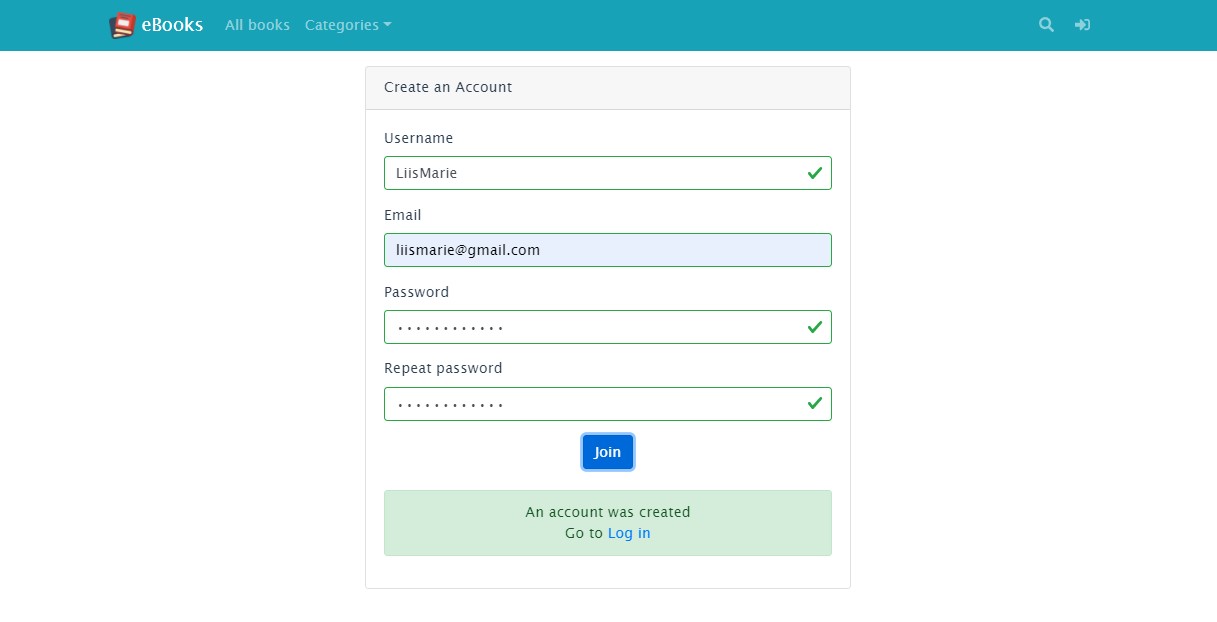 eBooks All books Categories
Create an Account
Username
LiisMarie
Email
liismarie@gmail.com
Password
Repeat password
Join
An account was created
Go to Log in